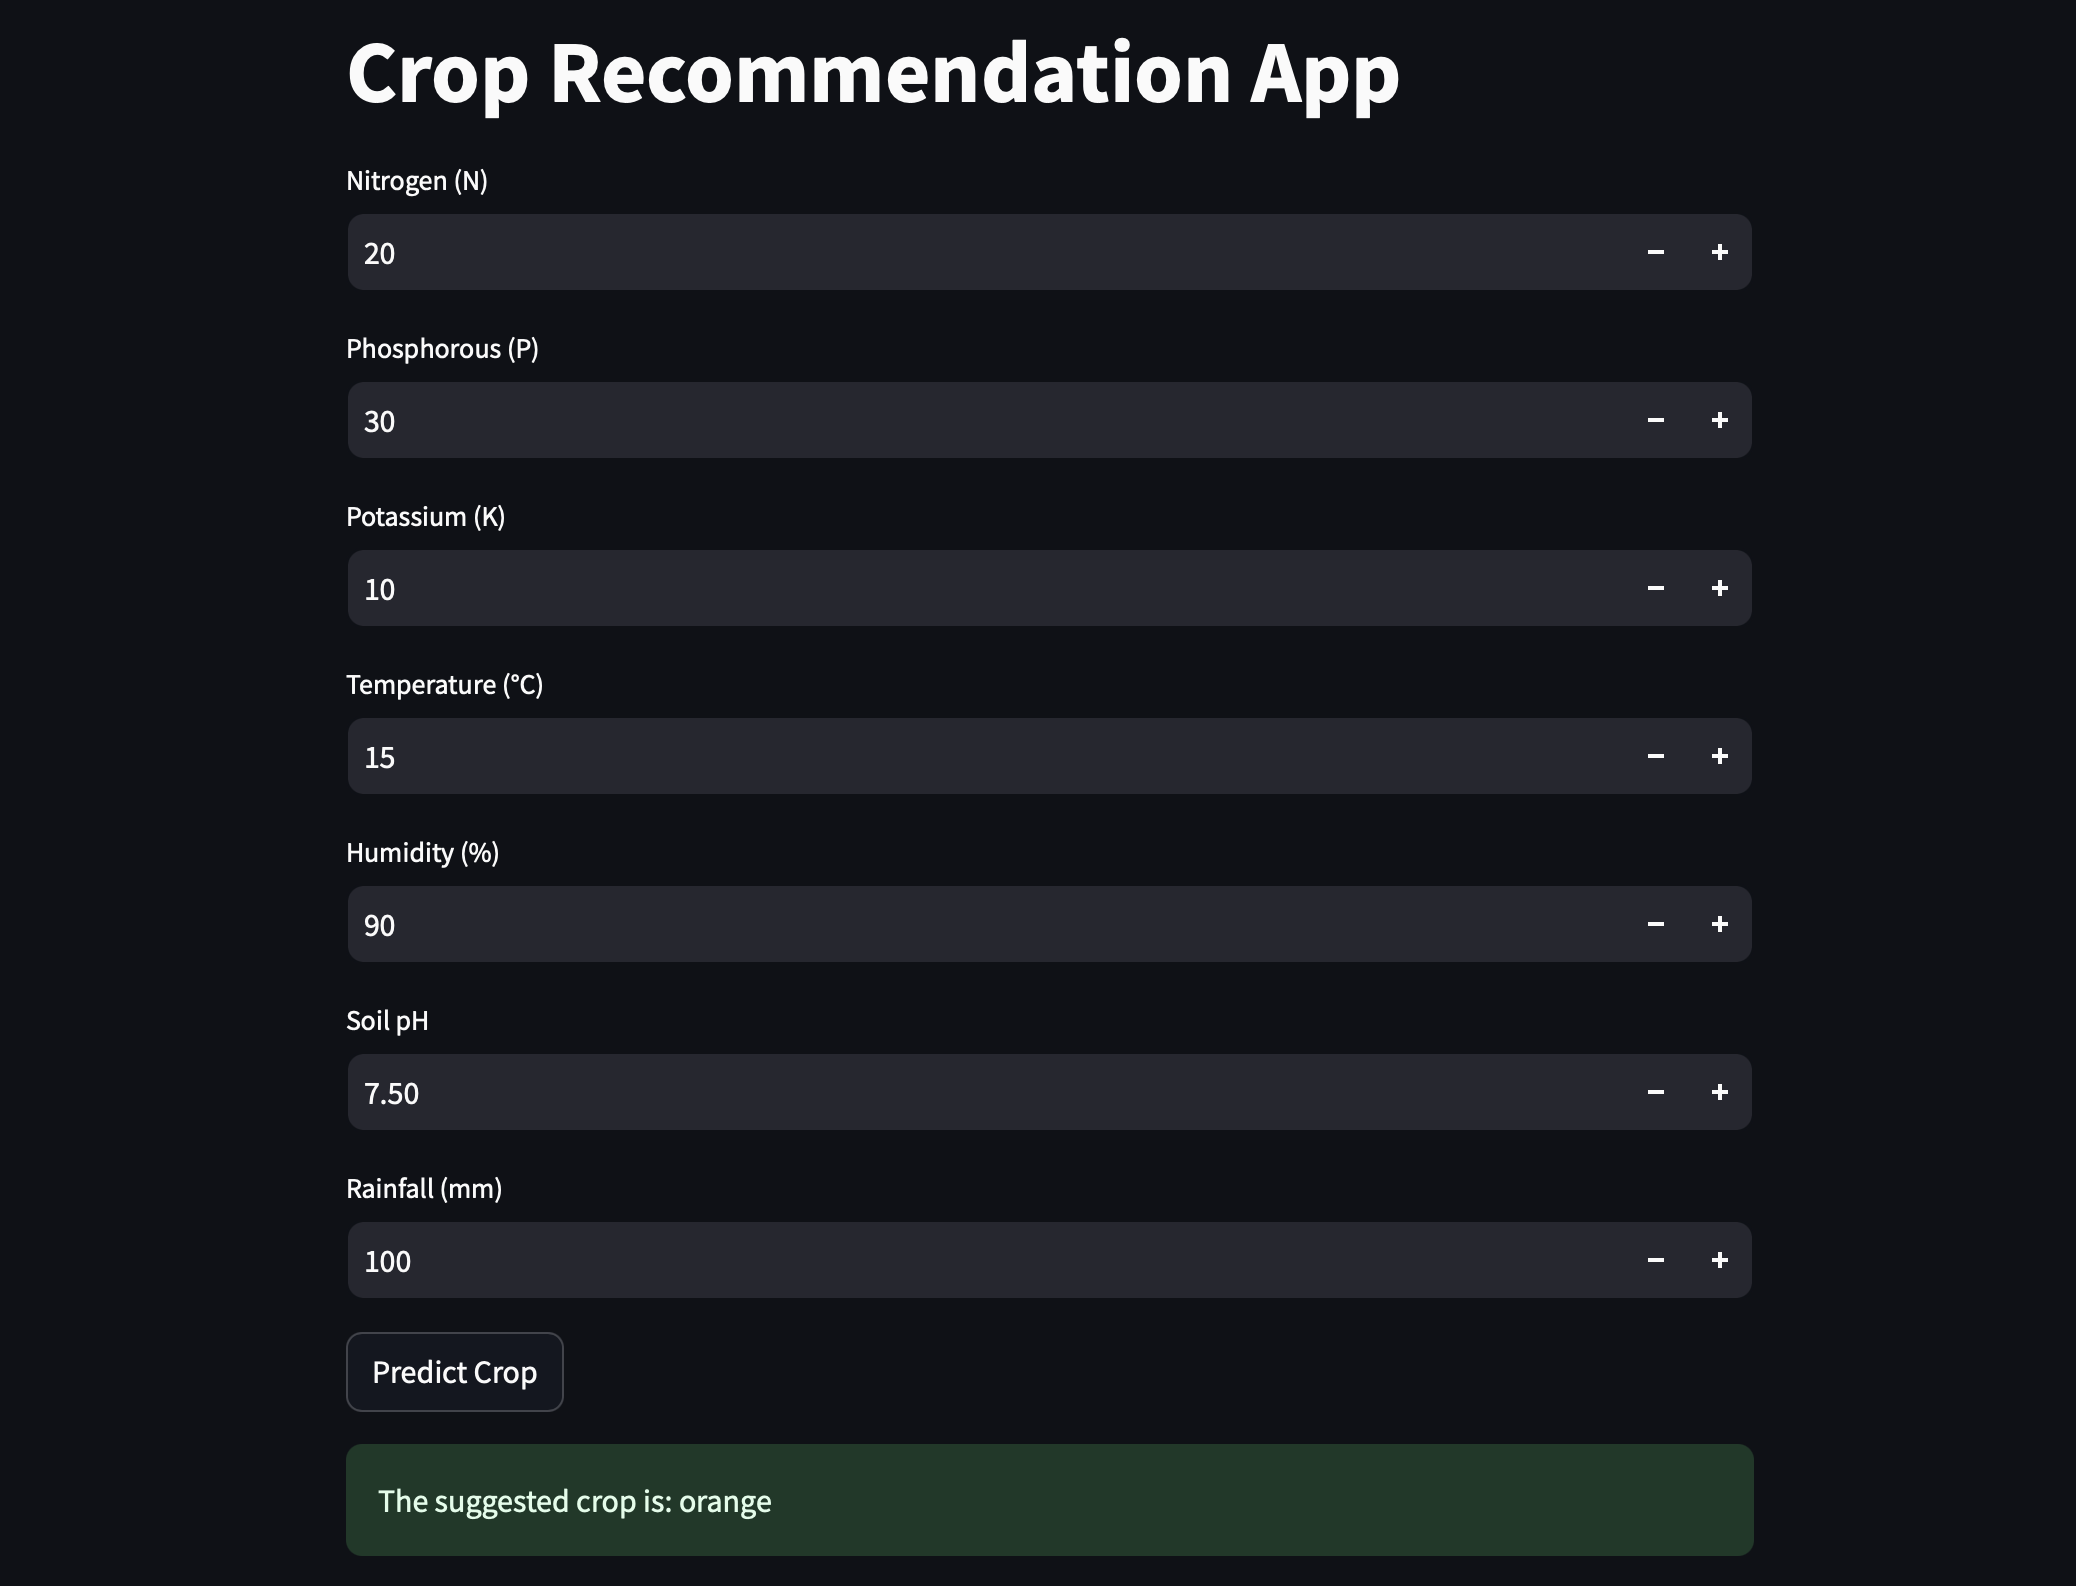 Crop Recommendation App
Nitrogen (N)
20
Phosphorous (P)
30
Potassium (K)
10
Temperature (°C)
15
Humidity (%)
90
Soil pH
7.50
Rainfall (mm)
100
Predict Crop
The suggested crop is: orange